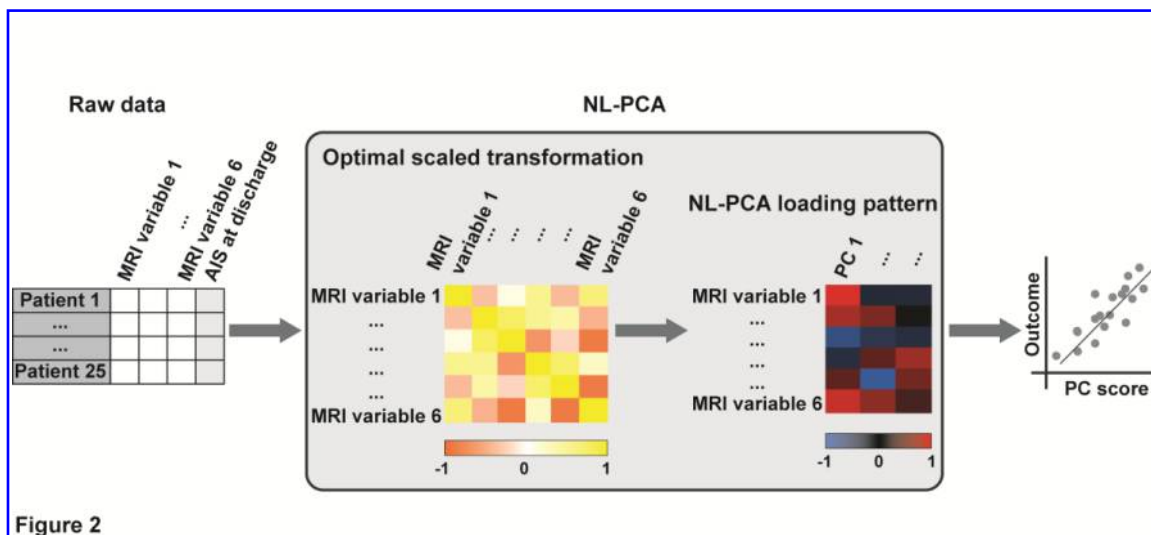 Raw data
NL-PCA
MRI variable 1
...
MRI variable 6
AIS at discharge
Patient 1
...
...
Patient 25
Optimal scaled transformation
MRI
variable 1
...
...
...
...
MRI
variable 6
MRI variable 1
...
...
...
...
MRI variable 6
-1
0
1
NL-PCA loading pattern
PC 1
...
...
MRI variable 1
...
...
...
...
MRI variable 6
-1
0
1
Outcome
PC score
Figure 2